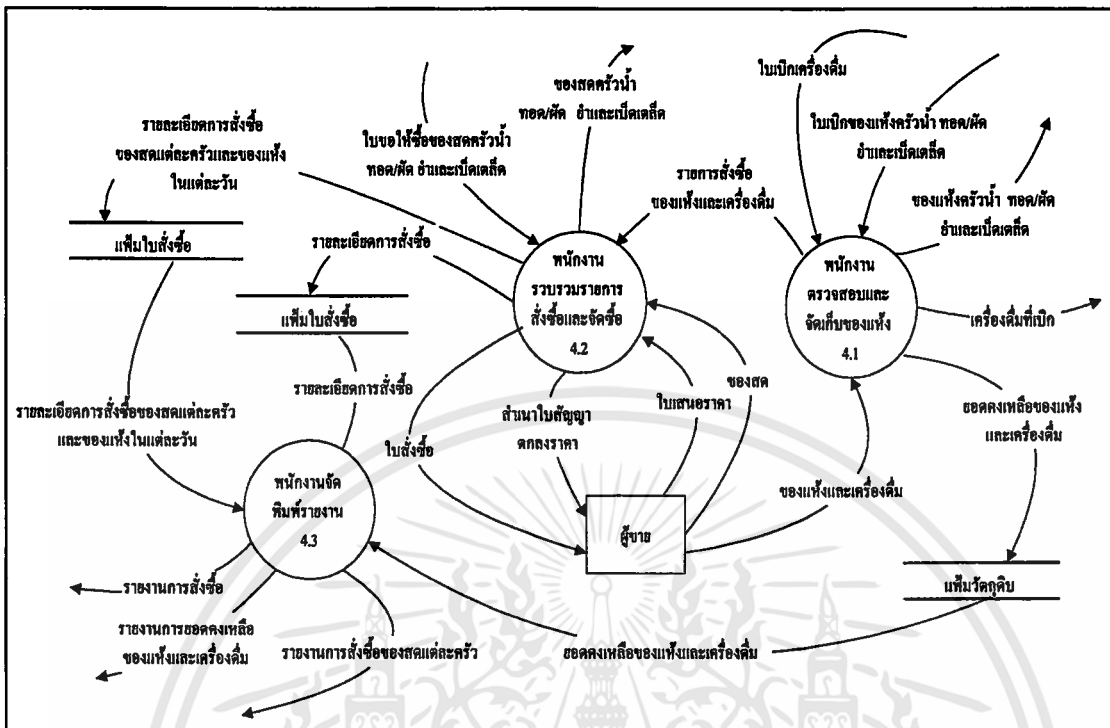 ใบเบิกเครื่องดื่ม
ของสดครัวน้ำ
ทอด/ผัด ยำและเบ็ดเตล็ด
รายละเอียดการสั่งซื้อ
ของสดแต่ละครัวและของแห้ง
ในแต่ละวัน
ใบขอให้ซื้อของสดครัวน้ำ
ทอด/ผัด ยำและเบ็ดเตล็ด
ใบเบิกของแห้งครัวน้ำ ทอด/ผัด
ยำและเบ็ดเตล็ด
รายการสั่งซื้อ
ของแห้งและเครื่องดื่ม
ของแห้งครัวน้ำ ทอด/ผัด
ยำและเบ็ดเตล็ด
แฟ้มใบสั่งซื้อ
รายละเอียดการสั่งซื้อ
แฟ้มใบสั่งซื้อ
พนักงาน
รวบรวมรายการ
สั่งซื้อและจัดซื้อ
4.2
พนักงาน
ตรวจสอบและ
จัดเก็บของแห้ง
4.1
เครื่องดื่มที่เบิก
รายละเอียดการสั่งซื้อ
ของสด
ใบเสนอราคา
สำเนาใบสัญญา
ตกลงราคา
ใบสั่งซื้อ
ยอดคงเหลือของแห้ง
และเครื่องดื่ม
รายละเอียดการสั่งซื้อของสดแต่ละครัว
และของแห้งในแต่ละวัน
พนักงานจัด
พิมพ์รายงาน
4.3
ผู้ขาย
ของแห้งและเครื่องดื่ม
แฟ้มวัตถุดิบ
รายงานการสั่งซื้อ
รายงานการยอดคงเหลือ
ของแห้งและเครื่องดื่ม
รายงานการสั่งซื้อของสดแต่ละครัว
ยอดคงเหลือของแห้งและเครื่องดื่ม